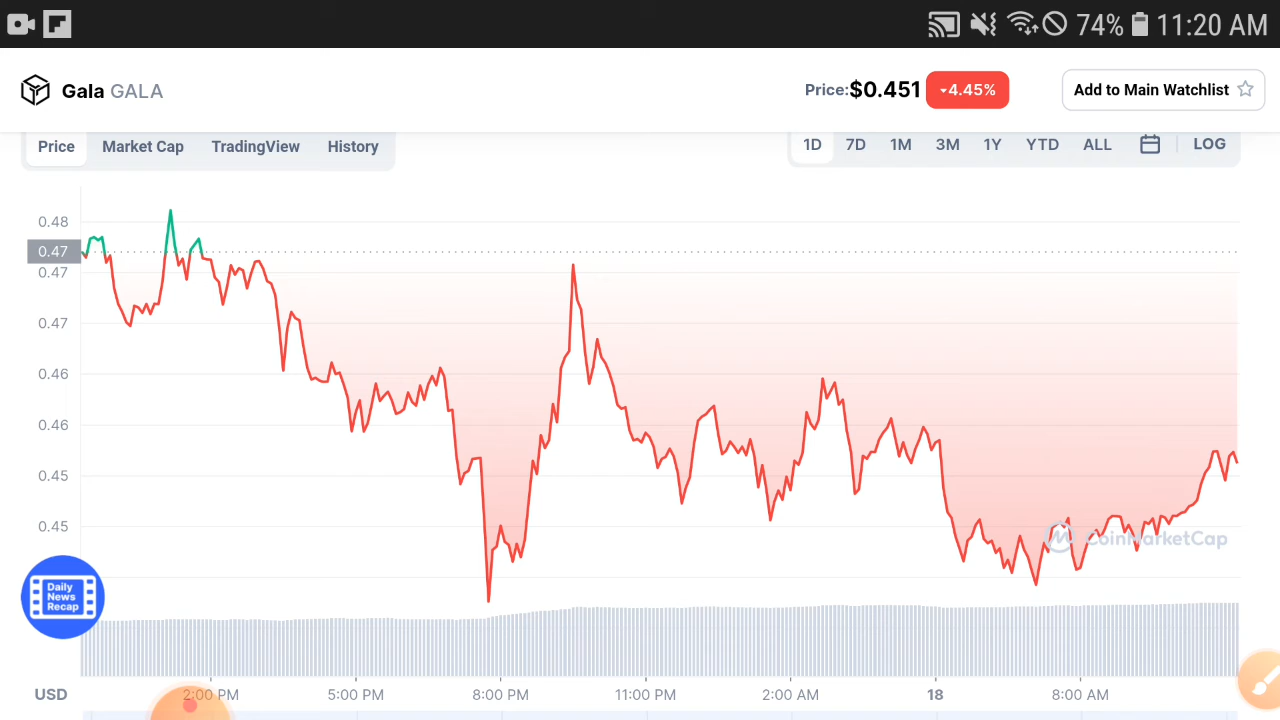 74% 11:20 AM
Gala GALA
Price:$0.451 4.45% Add to Main Watchlist
Price Market Cap TradingView History
1D 7D 1M 3M 1Y YTD ALL LOG
0.48
0.47
0.47
0.47
0.46
0.46
0.45
0.45
CoinMarketCap
Daily
News
Recap
USD 2:00 PM 5:00 PM 8:00 PM 11:00 PM 2:00 AM 18 8:00 AM